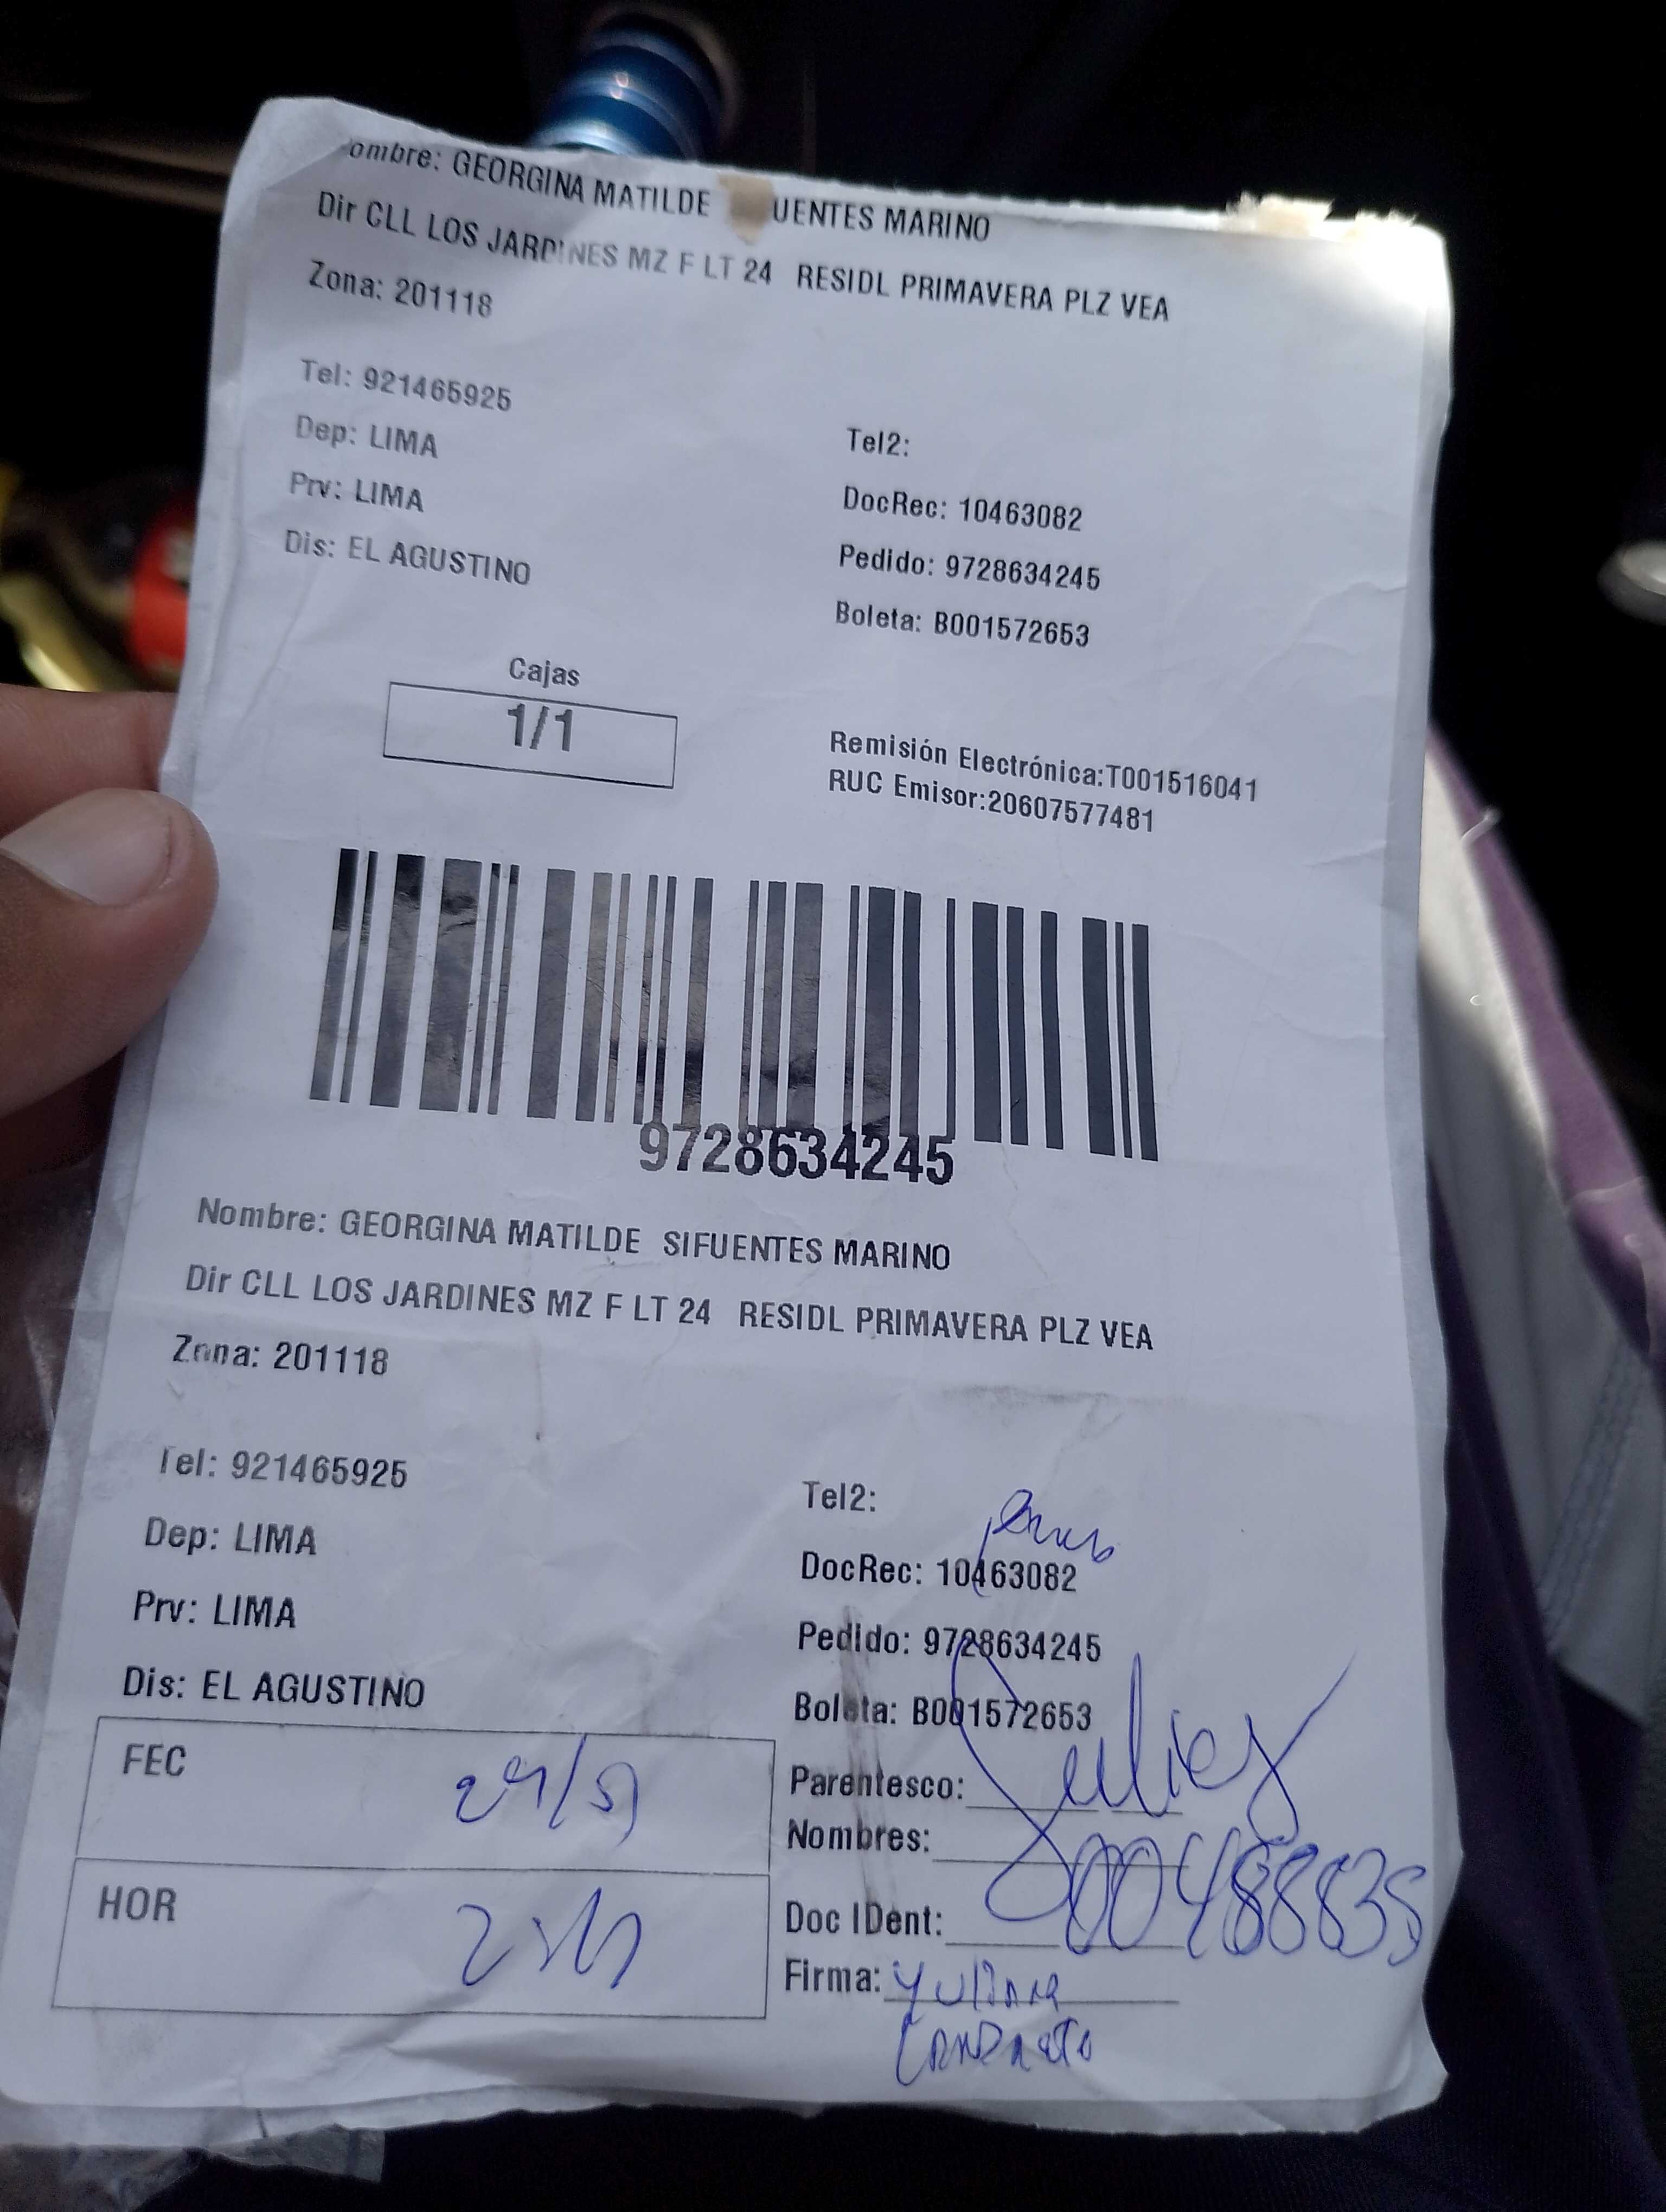 ombre: GEORGINA MATILDE UENTES MARINO
Dir CLL LOS JARDINES MZ F LT 24 RESIDL PRIMAVERA PLZ VEA
Zona: 201118
Tel: 921465925
Tel2:
Dep: LIMA
DocRec: 10463082
Prv: LIMA
Pedido: 9728634245
Dis: EL AGUSTINO
Boleta: B001572653
Cajas
1/1
Remisión Electrónica:T001516041
RUC Emisor:20607577481
9728634245
Nombre: GEORGINA MATILDE SIFUENTES MARINO
Dir CLL LOS JARDINES MZ F LT 24 RESIDL PRIMAVERA PLZ VEA
Zona: 201118
Tel: 921465925
Tel2:
Dep: LIMA
DocRec: 10463082
Prv: LIMA
Pedido: 9728634245
Dis: EL AGUSTINO
Boleta: B001572653
FEC
Parentesco:
Nombres:
HOR
Doc IDent: 00488835
Firma: